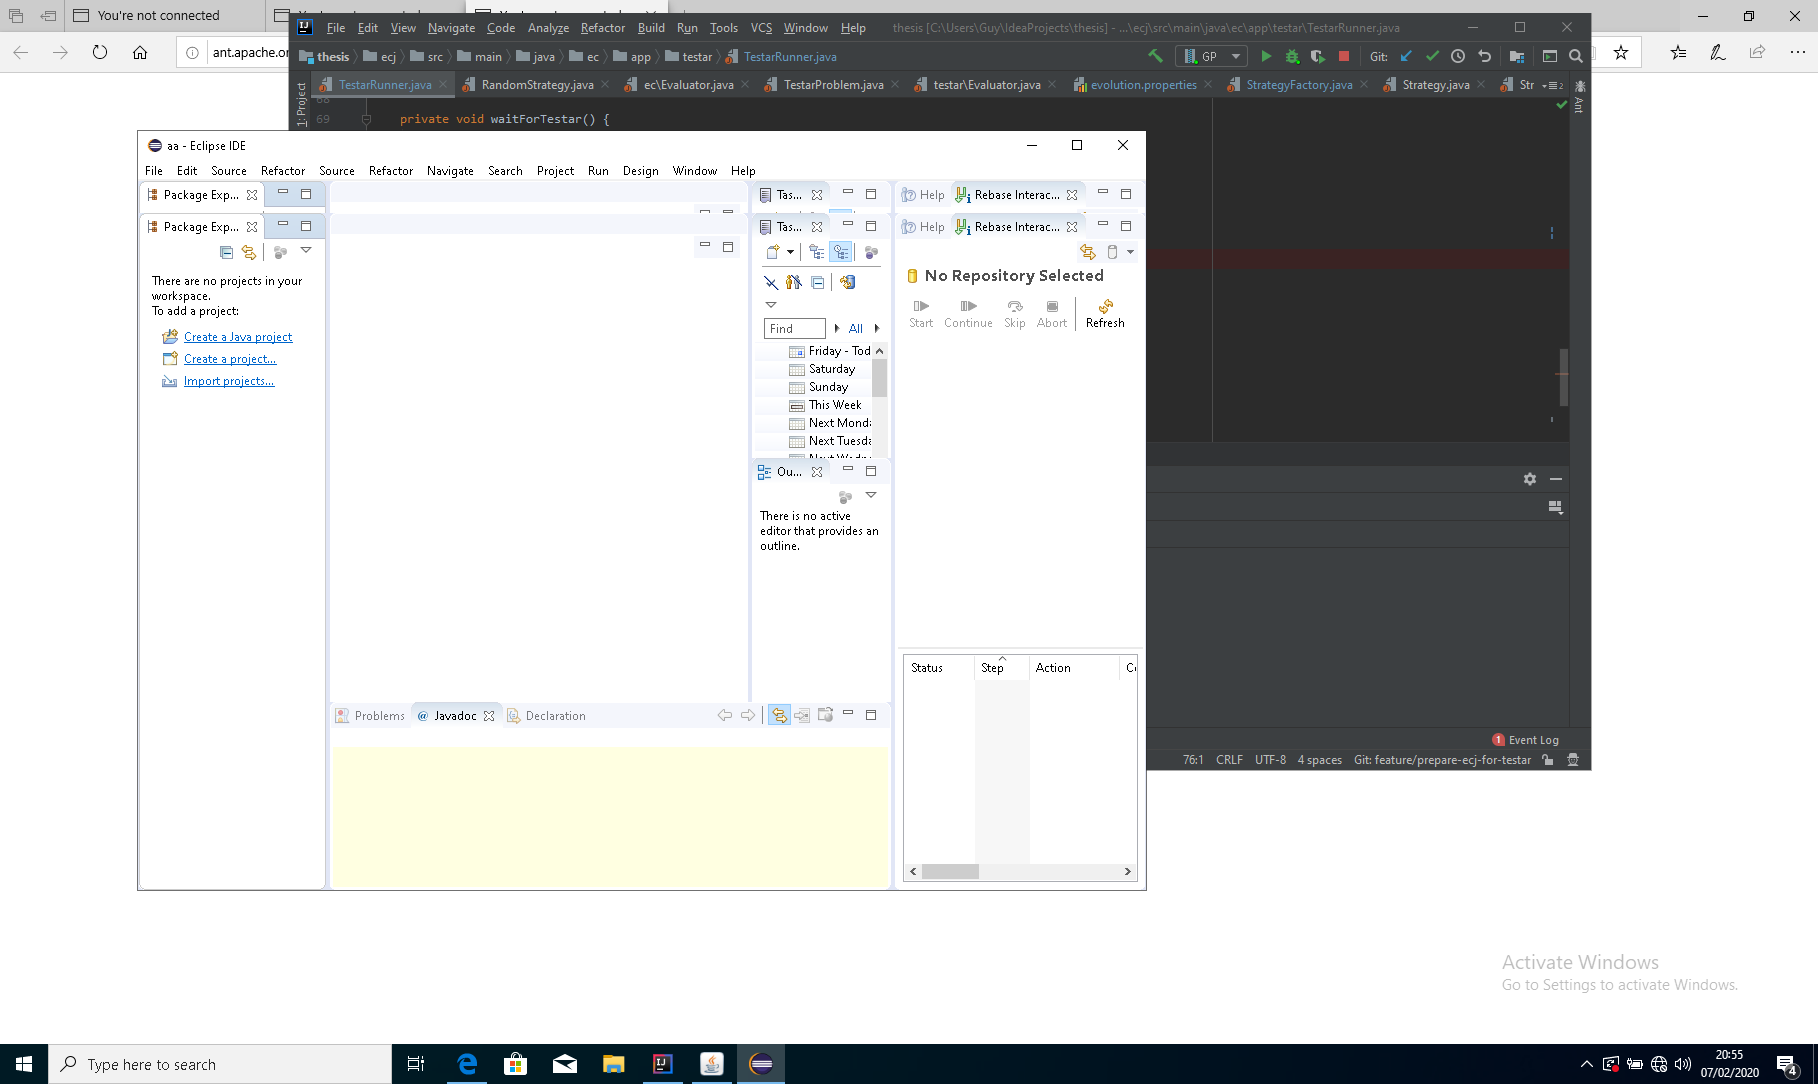 You're not connected
ant.apache.or
File Edit View Navigate Code Analyze Refactor Build Run Tools VCS Window Help thesis [C:\Users\Guy\IdeaProjects\thesis] - ...\ecj\src\main\java\ec\app\testar\TestarRunner.java
thesis ecj src main java ec app testar TestarRunner.java GP Git:
TestarRunner.java RandomStrategy.java ec\Evaluator.java TestarProblem.java testar\Evaluator.java evolution.properties StrategyFactory.java Strategy.java Str
1: Project
Ant
69 private void waitForTestar() {
aa - Eclipse IDE
File Edit Source Refactor Source Refactor Navigate Search Project Run Design Window Help
Package Exp... Tas... Help Rebase Interac...
Package Exp... Tas... Help Rebase Interac...
There are no projects in your
workspace.
To add a project:
Create a Java project
Create a project...
Import projects...
Find All
Friday - Tod
Saturday
Sunday
This Week
Next Monda
Next Tuesda
Ou...
There is no active
editor that provides an
outline.
No Repository Selected
Start Continue Skip Abort Refresh
Status Step Action
Problems @ Javadoc Declaration
1 Event Log
76:1 CRLF UTF-8 4 spaces Git: feature/prepare-ecj-for-testar
Activate Windows
Go to Settings to activate Windows.
Type here to search
20:55
07/02/2020
4